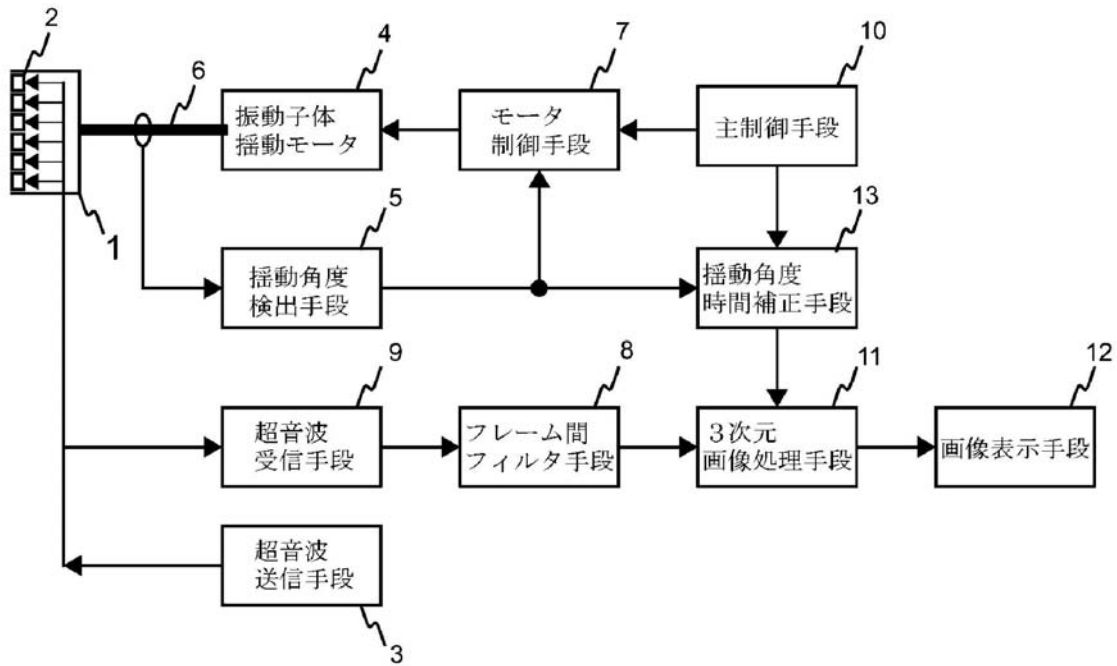 2
4
7
10
6
振動子体
揺動モータ
モータ
制御手段
主制御手段
1
5
13
揺動角度
検出手段
揺動角度
時間補正手段
9
8
11
12
超音波
受信手段
フレーム間
フィルタ手段
3次元
画像処理手段
画像表示手段
超音波
送信手段
3